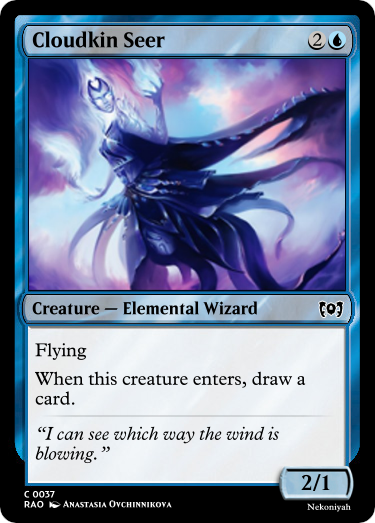 Cloudkin Seer 2
Creature — Elemental Wizard
Flying
When this creature enters, draw a
card.
“I can see which way the wind is
blowing.”
2/1
C 0037
RAO Anastasia Ovchinnikova
Nekoniyah